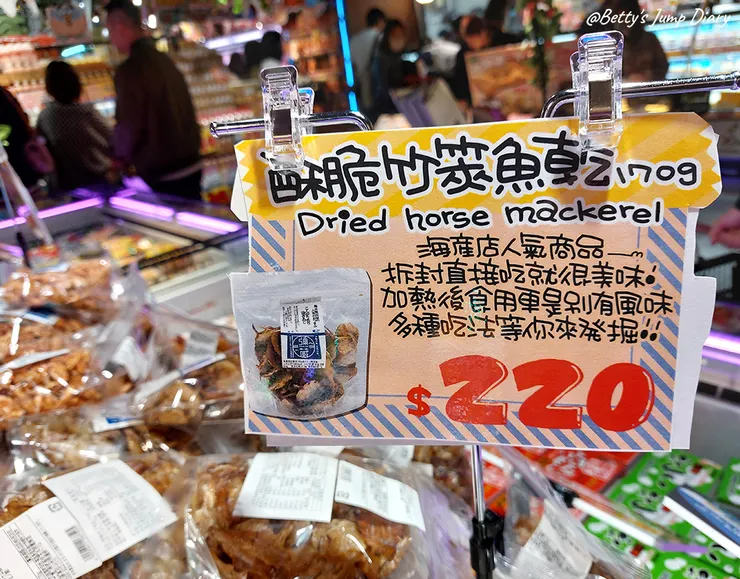 @Betty's Jump Diary
酥脆竹筴魚乾170g
Dried horse mackerel
海產店人氣商品
拆封直接吃就很美味!
加熱後食用單是別有風味
多種吃法等你來發掘!!
$220